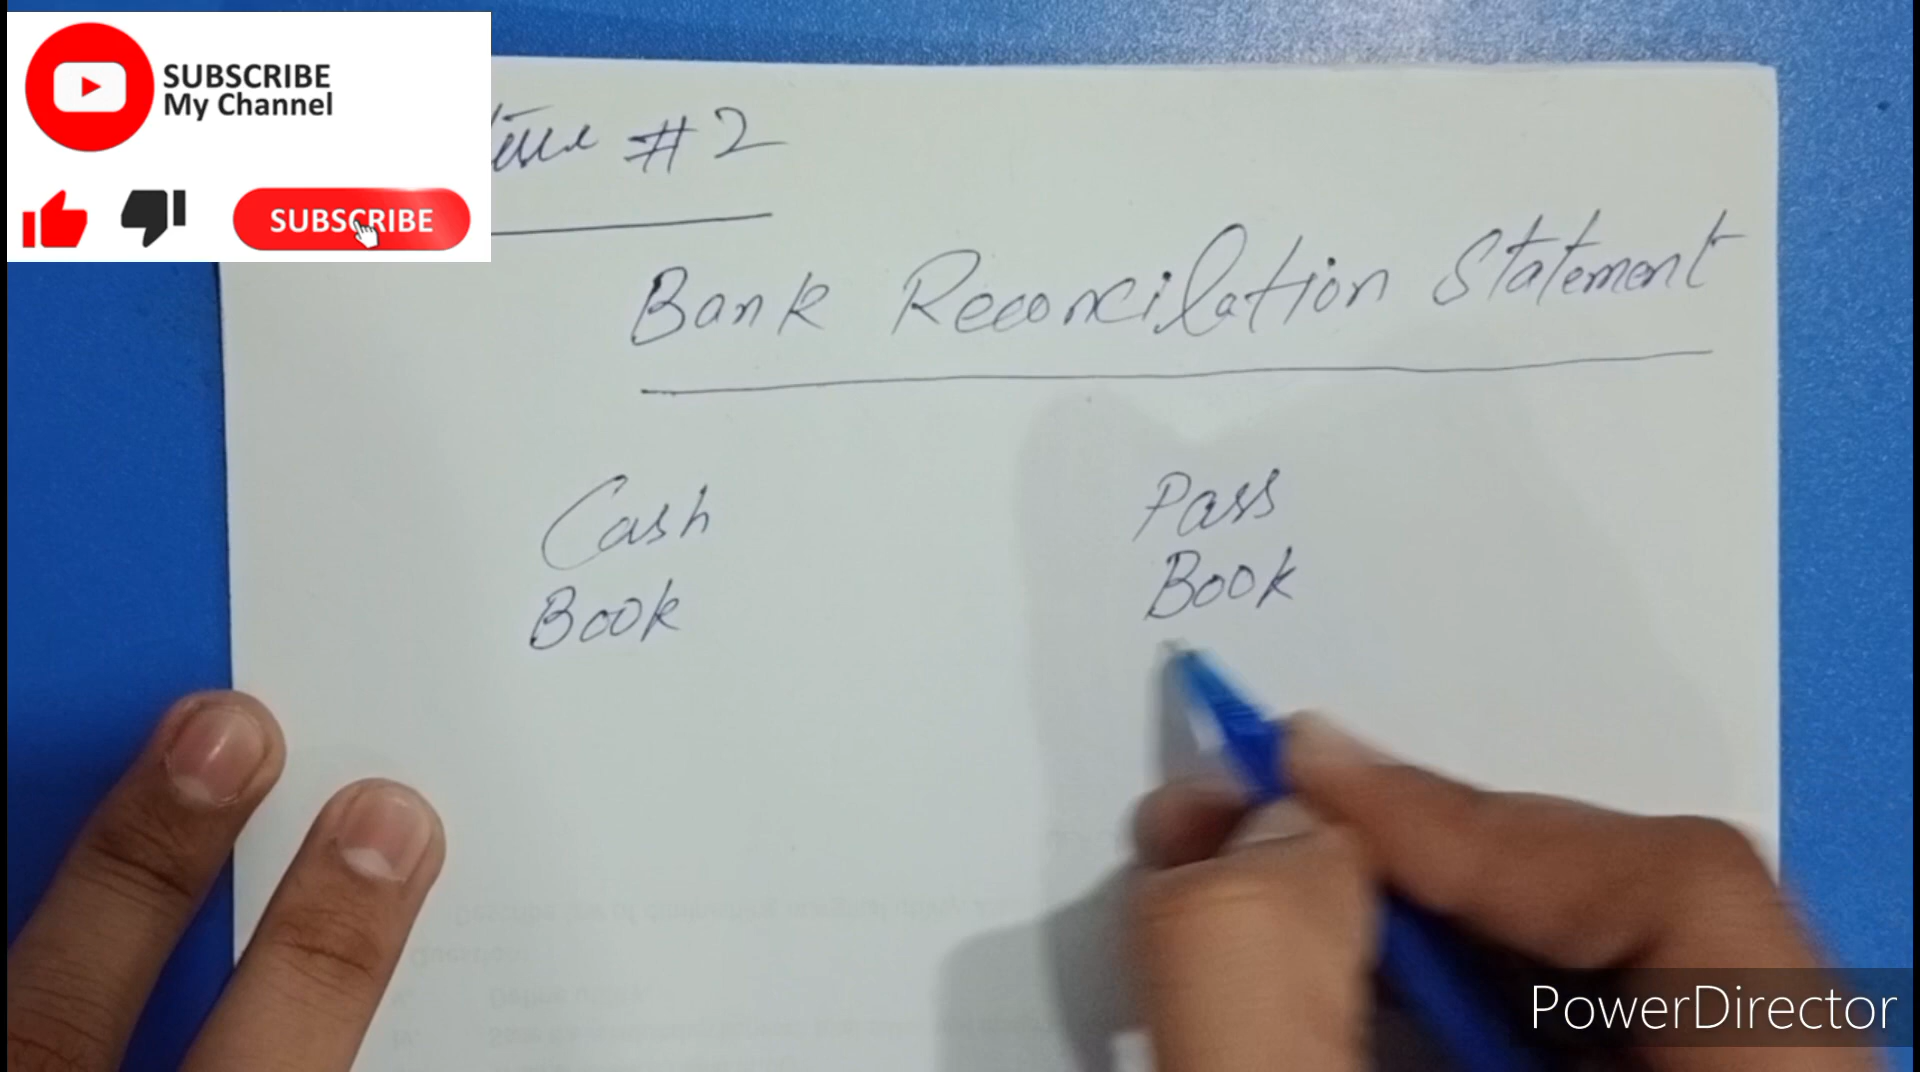 SUBSCRIBE
My Channel
SUBSCRIBE
#2
Bank Reconcilation Statement
Cash
Book
Pass
Book
PowerDirector